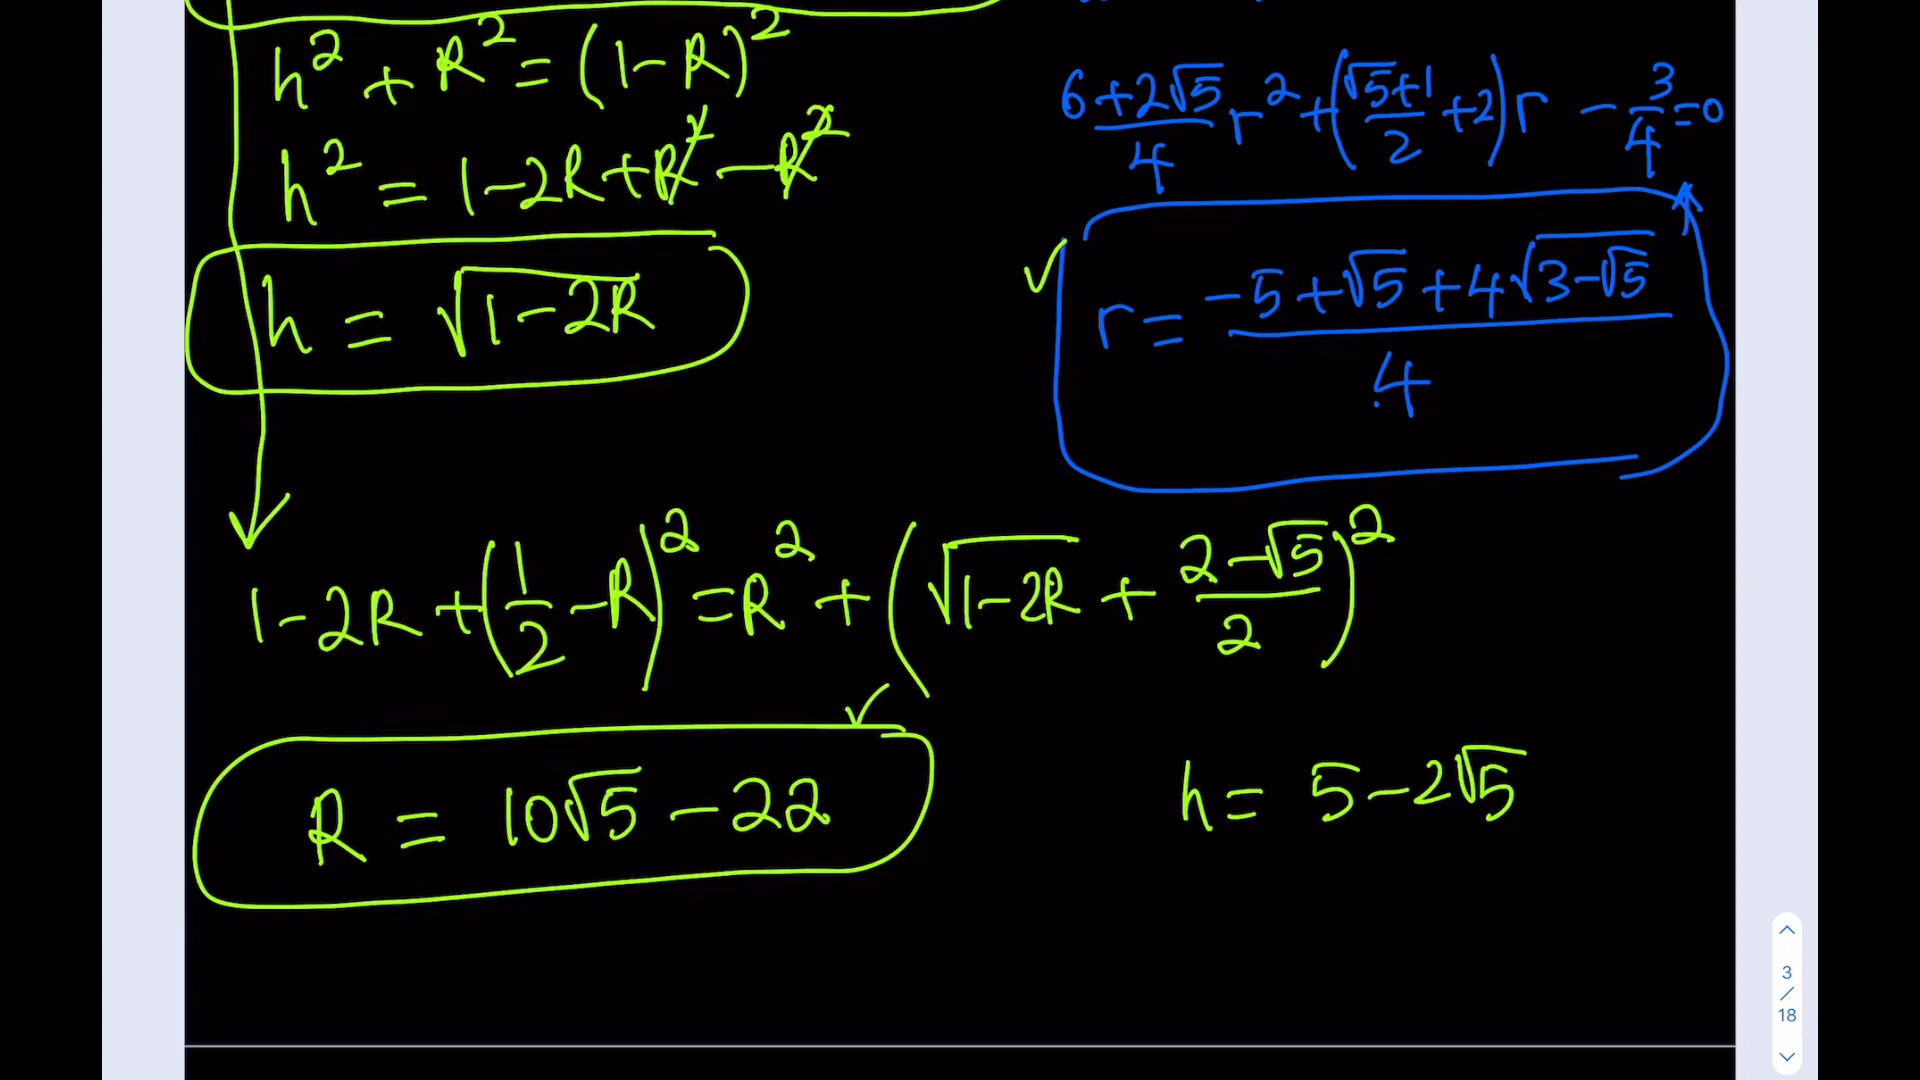 h² + R² = (1-R)²
h² = 1-2R+R²-R²
h = √(1-2R)
(6+2√5)/4 r² + ((√5+1)/2 +2) r - 3/4 = 0
r = (-5+√5+4√(3-√5))/4
1-2R + (1/2 - R)² = R² + (√(1-2R) + (2-√5)/2)²
R = 10√5 - 22
h = 5-2√5
3
/
18